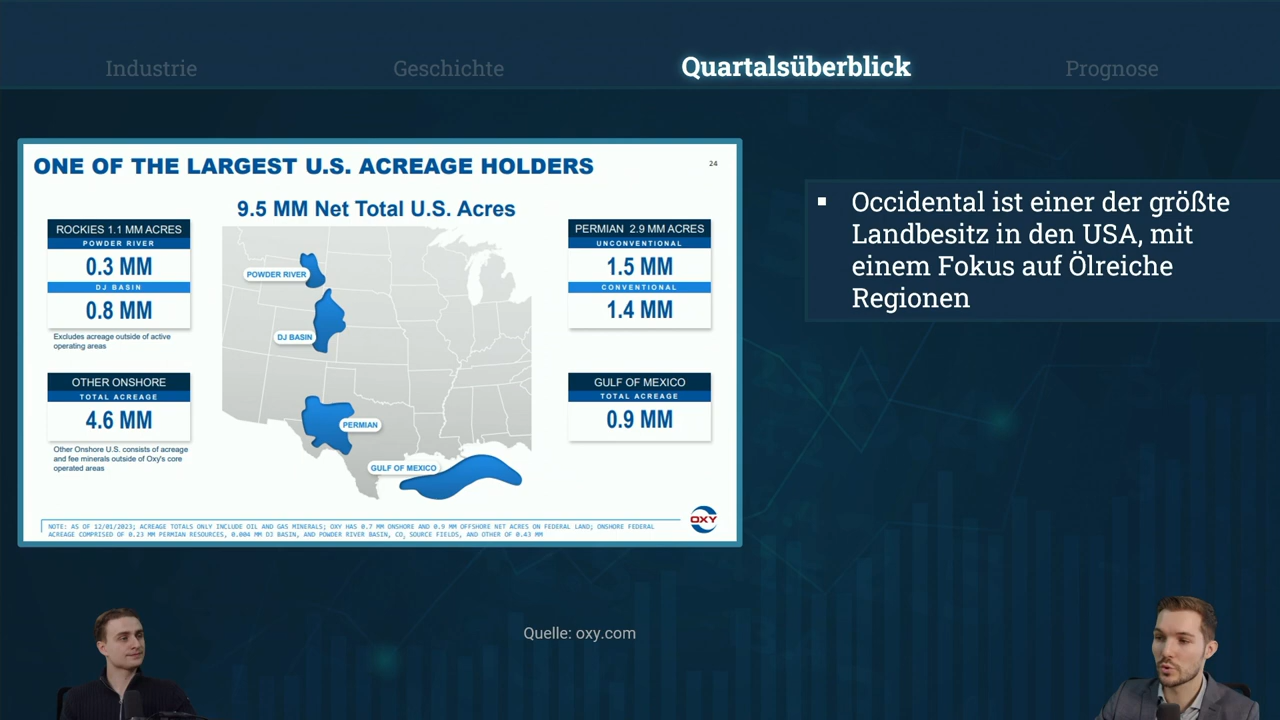 Industrie
Geschichte
Quartalsüberblick
Prognose
ONE OF THE LARGEST U.S. ACREAGE HOLDERS
24
9.5 MM Net Total U.S. Acres
ROCKIES 1.1 MM ACRES
POWDER RIVER
0.3 MM
DJ BASIN
0.8 MM
Excludes acreage outside of active
operating areas
OTHER ONSHORE
TOTAL ACREAGE
4.6 MM
Other Onshore U.S. consists of acreage
and fee minerals outside of Oxy's core
operated areas
POWDER RIVER
DJ BASIN
PERMIAN
GULF OF MEXICO
PERMIAN 2.9 MM ACRES
UNCONVENTIONAL
1.5 MM
CONVENTIONAL
1.4 MM
GULF OF MEXICO
TOTAL ACREAGE
0.9 MM
NOTE: AS OF 12/01/2023; ACREAGE TOTALS ONLY INCLUDE OIL AND GAS MINERALS; OXY HAS 0.7 MM ONSHORE AND 0.9 MM OFFSHORE NET ACRES ON FEDERAL LAND; ONSHORE FEDERAL
ACREAGE COMPRISED OF 0.23 MM PERMIAN RESOURCES, 0.004 MM DJ BASIN, AND POWDER RIVER BASIN, CO₂ SOURCE FIELDS, AND OTHER OF 0.43 MM
OXY
▪ Occidental ist einer der größte
Landbesitz in den USA, mit
einem Fokus auf Ölreiche
Regionen
Quelle: oxy.com